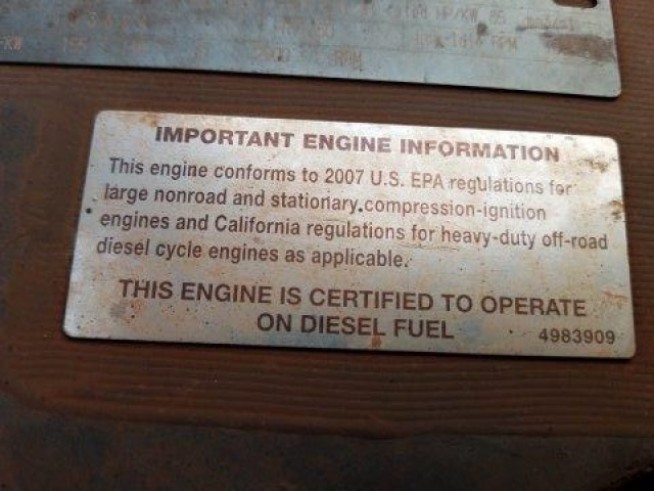 RPM
IMPORTANT ENGINE INFORMATION
This engine conforms to 2007 U.S. EPA regulations for
large nonroad and stationary compression-ignition
engines and California regulations for heavy-duty off-road
diesel cycle engines as applicable.
THIS ENGINE IS CERTIFIED TO OPERATE
ON DIESEL FUEL
4983909